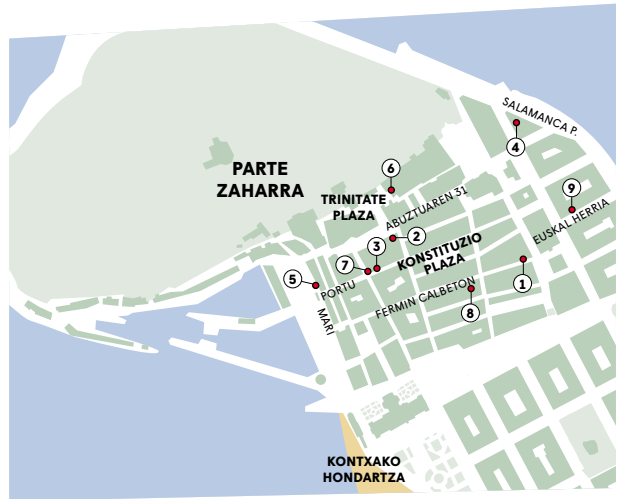 SALAMANCA P.
4
6
PARTE
ZAHARRA
TRINITATE
PLAZA
9
ABUZTUAREN 31
EUSKAL HERRIA
2
3
KONSTITUZIO
PLAZA
7
5
PORTU
1
FERMIN CALBETON
8
MARI
KONTXAKO
HONDARTZA